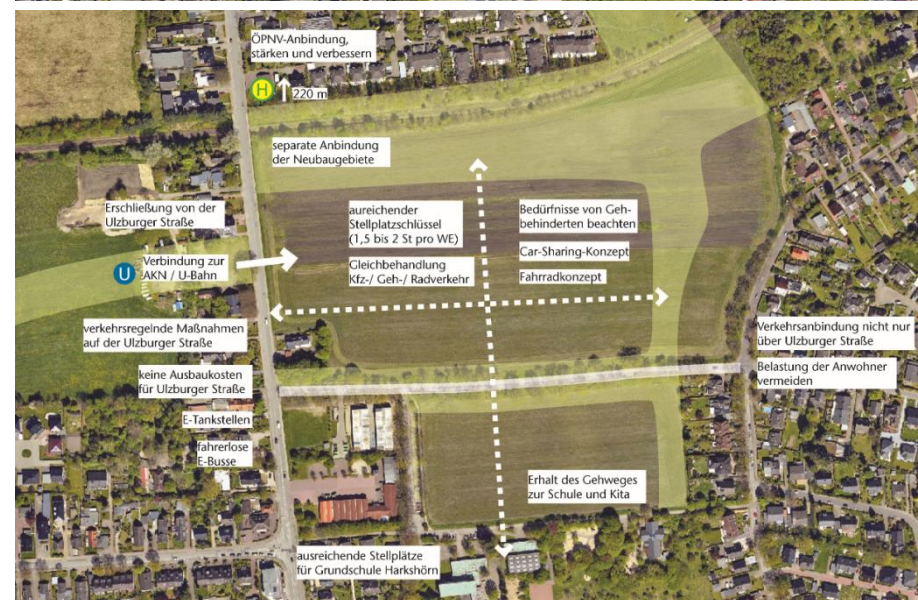 ÖPNV-Anbindung,
stärken und verbessern
H
220 m
separate Anbindung
der Neubaugebiete
Erschließung von der
Ulzburger Straße
aureichender
Stellplatzschlüssel
(1,5 bis 2 St pro WE)
Bedürfnisse von Geh-
behinderten beachten
Car-Sharing-Konzept
U
Verbindung zur
AKN / U-Bahn
Gleichbehandlung
Kfz-/ Geh-/ Radverkehr
Fahrradkonzept
verkehrsregelnde Maßnahmen
auf der Ulzburger Straße
Verkehrsanbindung nicht nur
über Ulzburger Straße
keine Ausbaukosten
für Ulzburger Straße
Belastung der Anwohner
vermeiden
E-Tankstellen
fahrerlose
E-Busse
Erhalt des Gehweges
zur Schule und Kita
ausreichende Stellplätze
für Grundschule Harkshörn